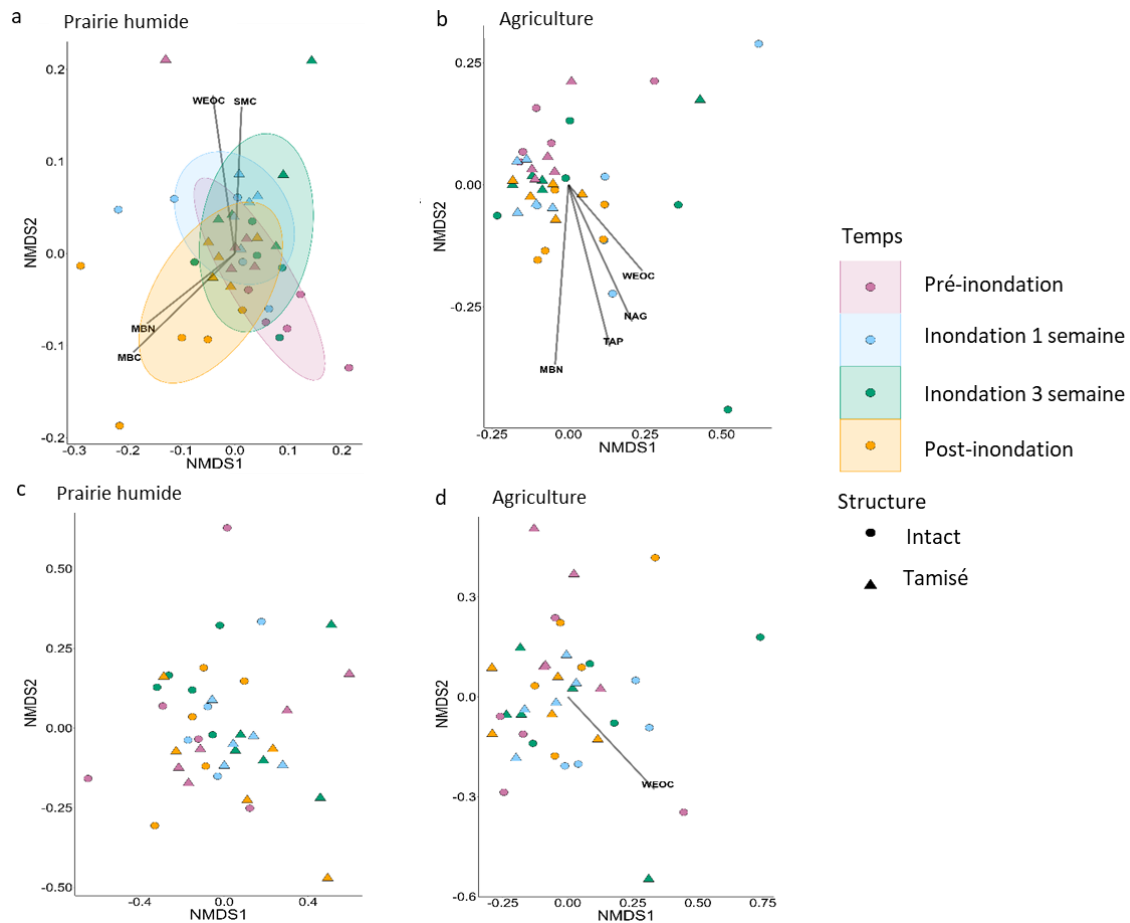 a
Prairie humide
0.2
0.1
0.0
-0.1
-0.2
NMDS2
WEOC
SMC
MBN
MBC
-0.3
-0.2
-0.1
0.0
0.1
0.2
NMDS1
b
Agriculture
0.25
0.00
-0.25
NMDS2
WEOC
NAG
TAP
MBN
-0.25
0.00
0.25
0.50
NMDS1
Temps
Pré-inondation
Inondation 1 semaine
Inondation 3 semaine
Post-inondation
Structure
Intact
Tamisé
c
Prairie humide
0.50
0.25
0.00
-0.25
-0.50
NMDS2
-0.4
0.0
0.4
NMDS1
d
Agriculture
0.3
0.0
-0.3
-0.6
NMDS2
WEOC
-0.25
0.00
0.25
0.50
0.75
NMDS1